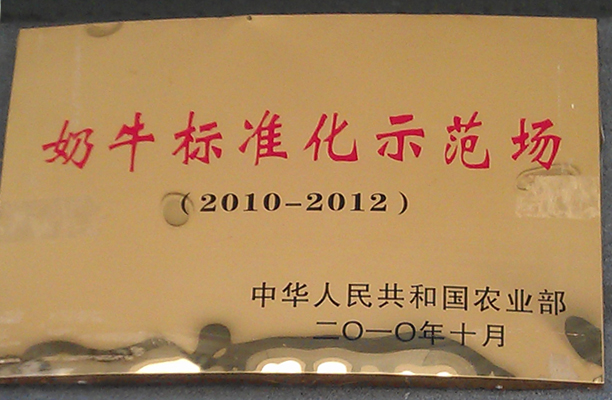 奶牛标准化示范场
(2010-2012)
中华人民共和国农业部
二〇一〇年十月